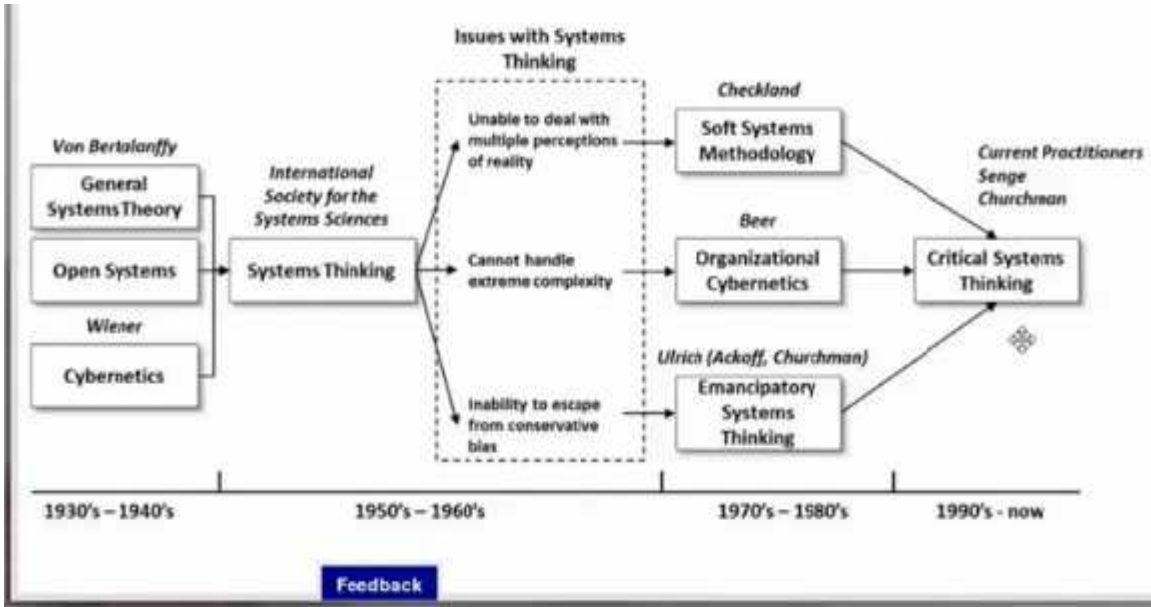 Issues with Systems
Thinking
Von Bertalanffy
General
Systems Theory
Open Systems
Wiener
Cybernetics
International
Society for the
Systems Sciences
Systems Thinking
Unable to deal with
multiple perceptions
of reality
Cannot handle
extreme complexity
Inability to escape
from conservative
bias
Checkland
Soft Systems
Methodology
Beer
Organizational
Cybernetics
Ulrich (Ackoff, Churchman)
Emancipatory
Systems
Thinking
Current Practitioners
Senge
Churchman
Critical Systems
Thinking
1930's – 1940's
1950's – 1960's
1970's – 1580's
1990's - now
Feedback